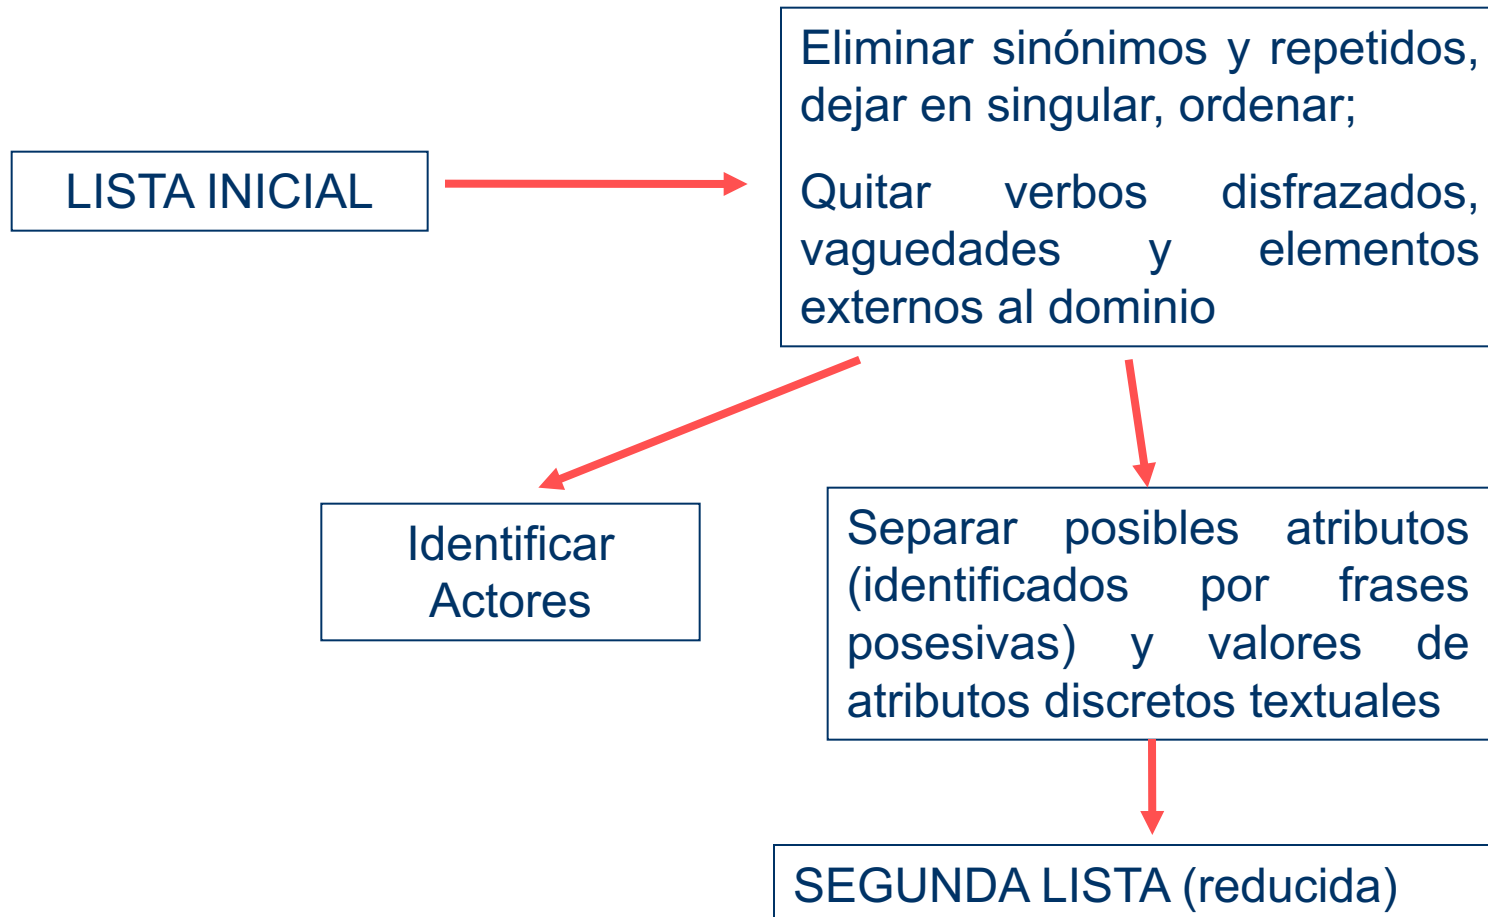 LISTA INICIAL
Eliminar sinónimos y repetidos,
dejar en singular, ordenar;
Quitar verbos disfrazados,
vaguedades y elementos
externos al dominio
Identificar
Actores
Separar posibles atributos
(identificados por frases
posesivas) y valores de
atributos discretos textuales
SEGUNDA LISTA (reducida)